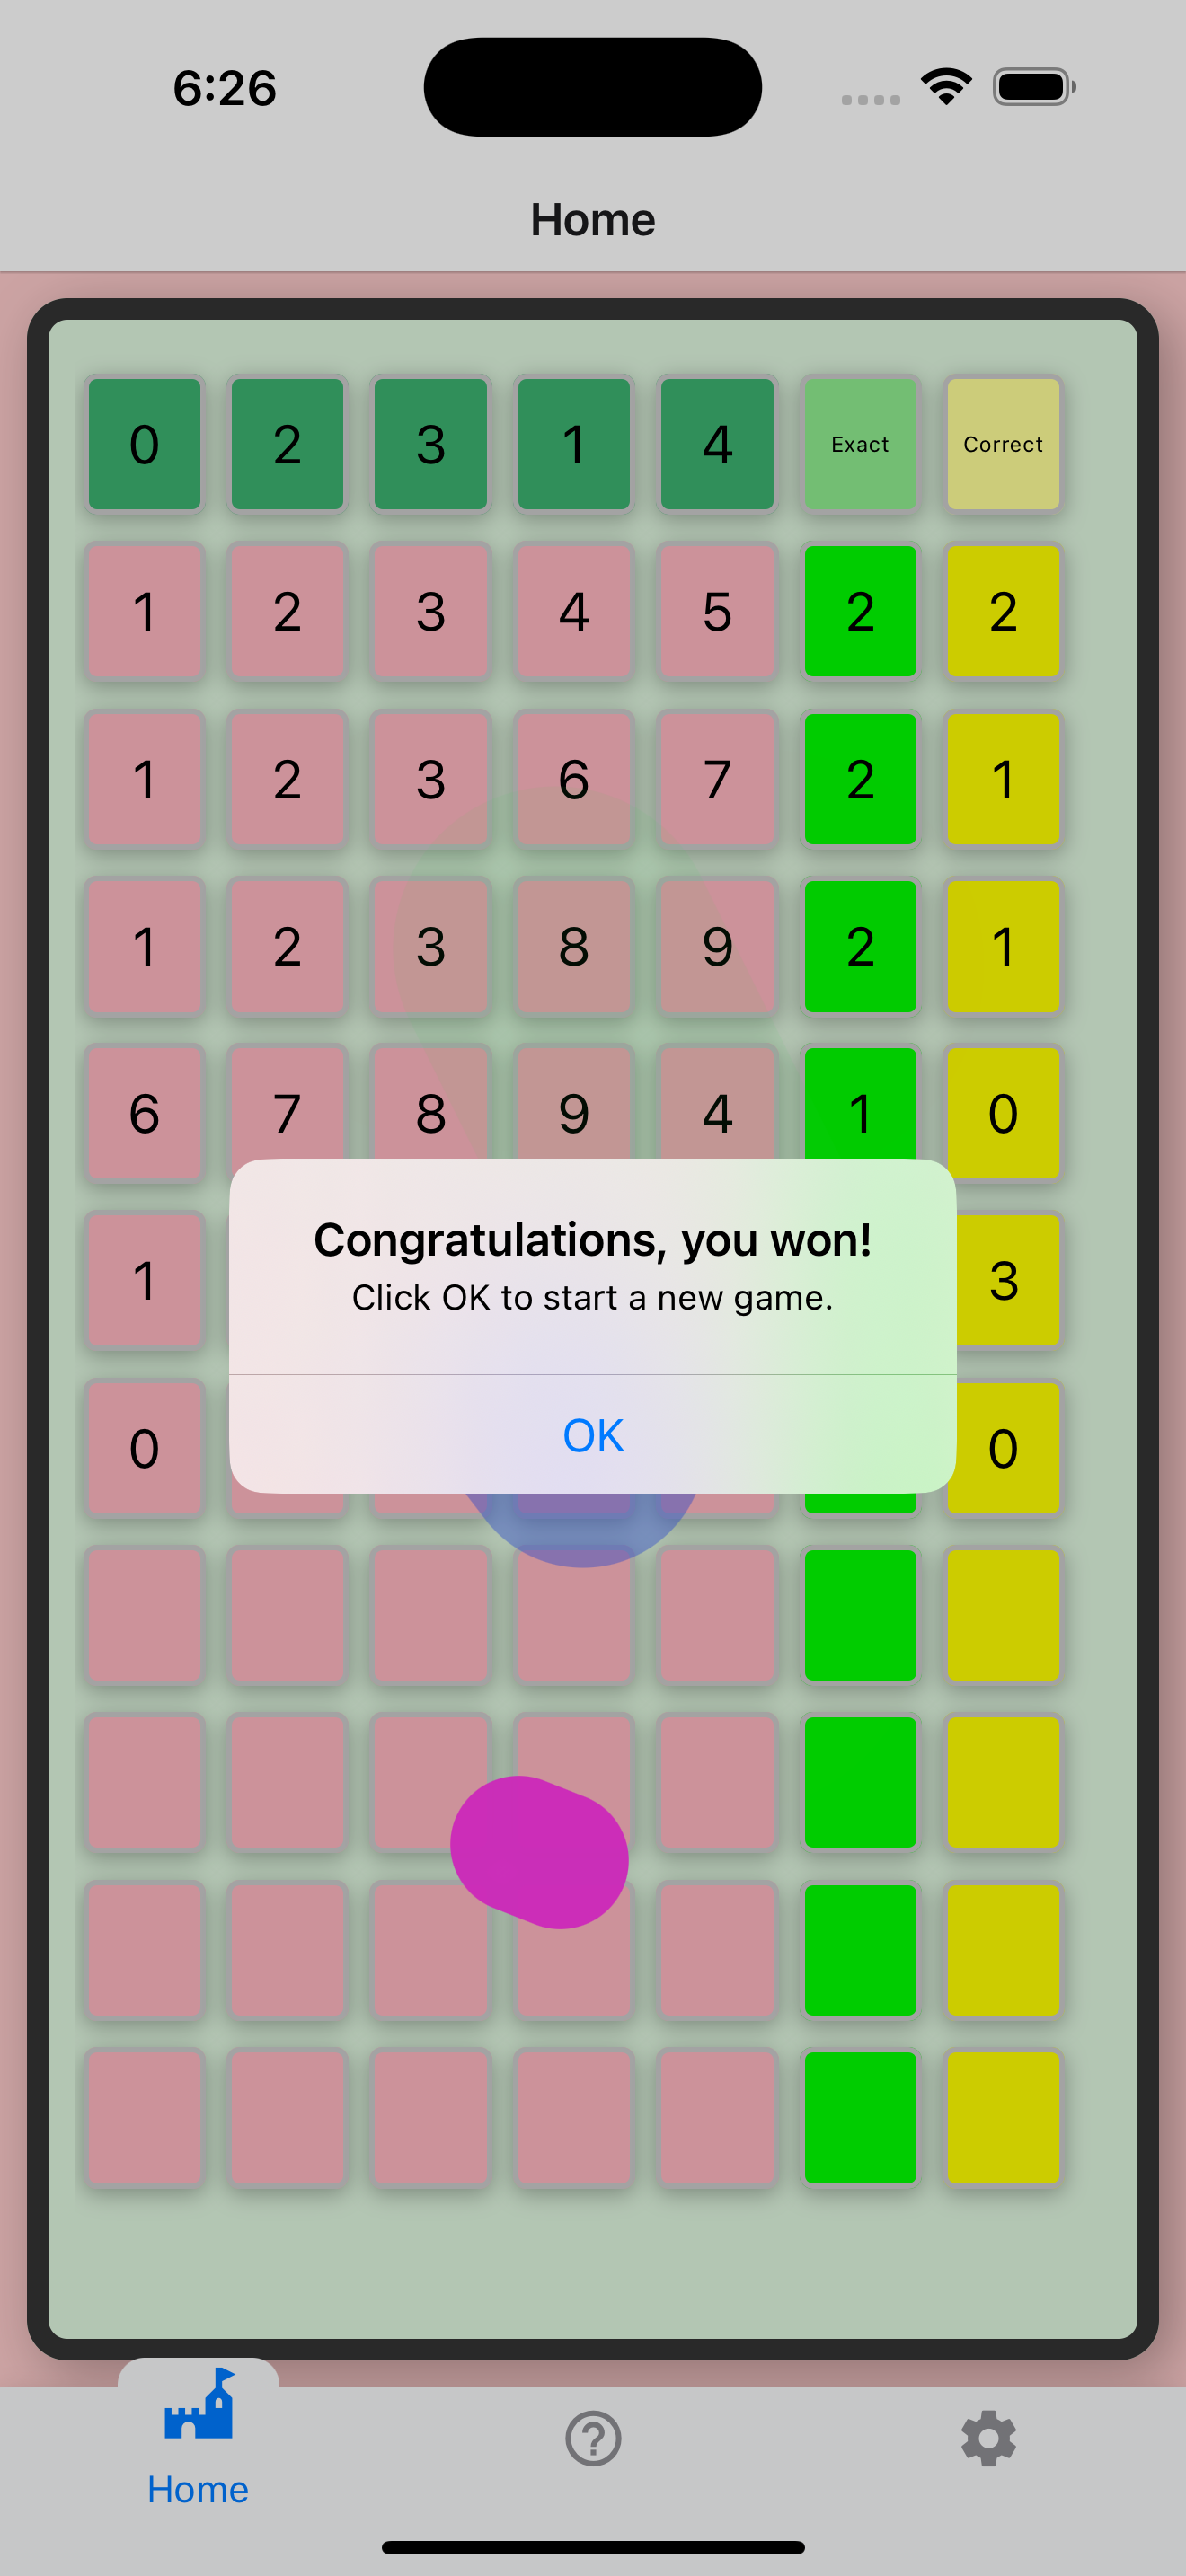 6:26
Home
0 2 3 1 4 Exact Correct
1 2 3 4 5 2 2
1 2 3 6 7 2 1
1 2 3 8 9 2 1
6 7 8 9 4 1 0
1 3
Congratulations, you won!
Click OK to start a new game.
0 0
OK
Home